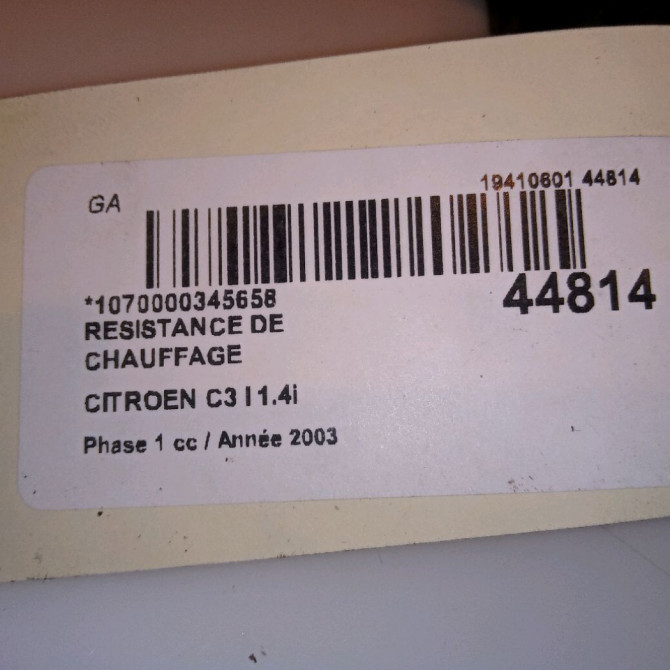 GA
19410601 44814
*1070000345658
44814
RESISTANCE DE
CHAUFFAGE
CITROEN C3 I 1.4i
Phase 1 cc / Année 2003